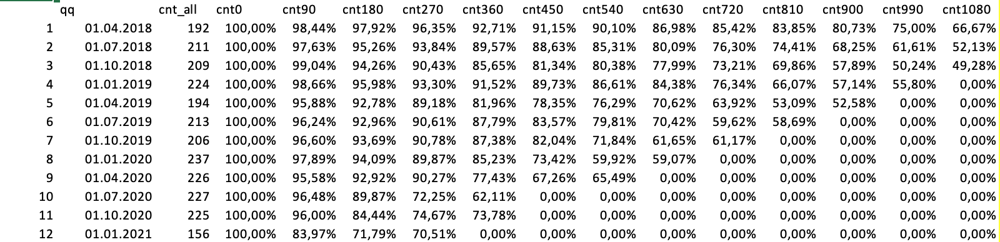 qq cnt_all cnt0 cnt90 cnt180 cnt270 cnt360 cnt450 cnt540 cnt630 cnt720 cnt810 cnt900 cnt990 cnt1080
1 01.04.2018 192 100,00% 98,44% 97,92% 96,35% 92,71% 91,15% 90,10% 86,98% 85,42% 83,85% 80,73% 75,00% 66,67%
2 01.07.2018 211 100,00% 97,63% 95,26% 93,84% 89,57% 88,63% 85,31% 80,09% 76,30% 74,41% 68,25% 61,61% 52,13%
3 01.10.2018 209 100,00% 99,04% 94,26% 90,43% 85,65% 81,34% 80,38% 77,99% 73,21% 69,86% 57,89% 50,24% 49,28%
4 01.01.2019 224 100,00% 98,66% 95,98% 93,30% 91,52% 89,73% 86,61% 84,38% 76,34% 66,07% 57,14% 55,80% 0,00%
5 01.04.2019 194 100,00% 95,88% 92,78% 89,18% 81,96% 78,35% 76,29% 70,62% 63,92% 53,09% 52,58% 0,00% 0,00%
6 01.07.2019 213 100,00% 96,24% 92,96% 90,61% 87,79% 83,57% 79,81% 70,42% 59,62% 58,69% 0,00% 0,00% 0,00%
7 01.10.2019 206 100,00% 96,60% 93,69% 90,78% 87,38% 82,04% 71,84% 61,65% 61,17% 0,00% 0,00% 0,00% 0,00%
8 01.01.2020 237 100,00% 97,89% 94,09% 89,87% 85,23% 73,42% 59,92% 59,07% 0,00% 0,00% 0,00% 0,00% 0,00%
9 01.04.2020 226 100,00% 95,58% 92,92% 90,27% 77,43% 67,26% 65,49% 0,00% 0,00% 0,00% 0,00% 0,00% 0,00%
10 01.07.2020 227 100,00% 96,48% 89,87% 72,25% 62,11% 0,00% 0,00% 0,00% 0,00% 0,00% 0,00% 0,00% 0,00%
11 01.10.2020 225 100,00% 96,00% 84,44% 74,67% 73,78% 0,00% 0,00% 0,00% 0,00% 0,00% 0,00% 0,00% 0,00%
12 01.01.2021 156 100,00% 83,97% 71,79% 70,51% 0,00% 0,00% 0,00% 0,00% 0,00% 0,00% 0,00% 0,00% 0,00%